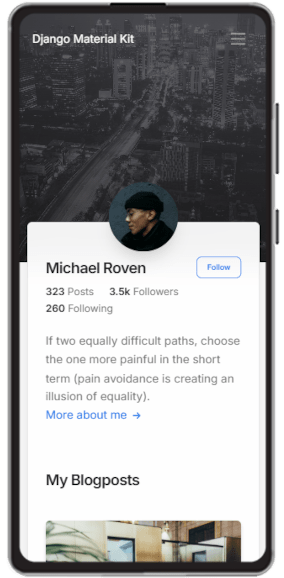 Django Material Kit
Michael Roven
Follow
323 Posts 3.5k Followers
260 Following
If two equally difficult paths, choose
the one more painful in the short
term (pain avoidance is creating an
illusion of equality).
More about me →
My Blogposts